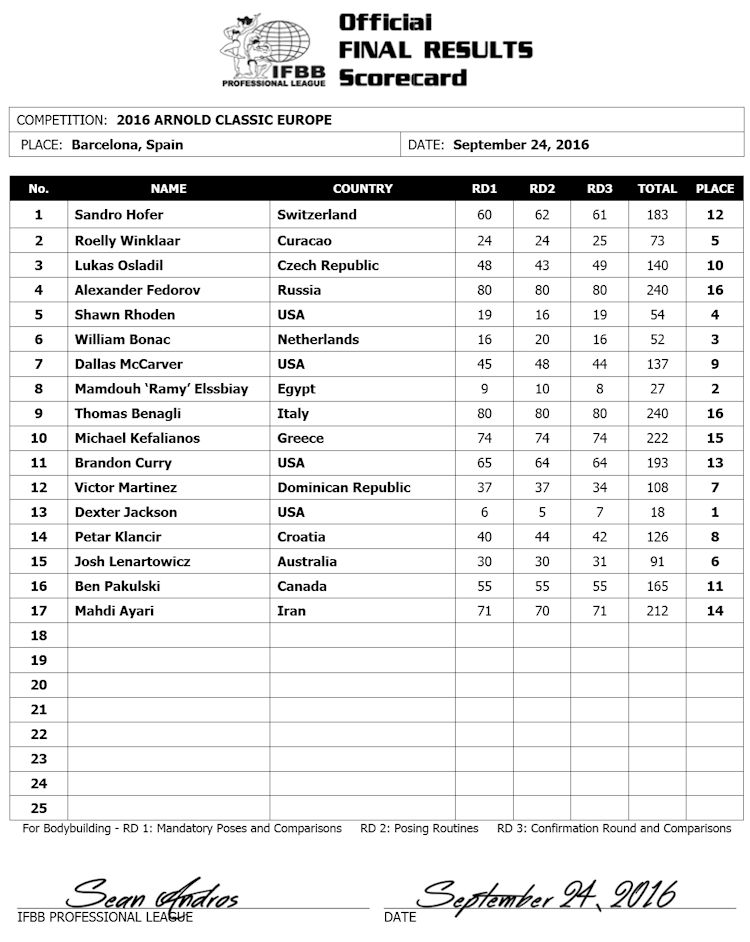 Official
FINAL RESULTS
Scorecard
IFBB
PROFESSIONAL LEAGUE
COMPETITION: 2016 ARNOLD CLASSIC EUROPE
PLACE: Barcelona, Spain DATE: September 24, 2016
No. NAME COUNTRY RD1 RD2 RD3 TOTAL PLACE
1 Sandro Hofer Switzerland 60 62 61 183 12
2 Roelly Winklaar Curacao 24 24 25 73 5
3 Lukas Osladil Czech Republic 48 43 49 140 10
4 Alexander Fedorov Russia 80 80 80 240 16
5 Shawn Rhoden USA 19 16 19 54 4
6 William Bonac Netherlands 16 20 16 52 3
7 Dallas McCarver USA 45 48 44 137 9
8 Mamdouh ‘Ramy’ Elssbiay Egypt 9 10 8 27 2
9 Thomas Benagli Italy 80 80 80 240 16
10 Michael Kefalianos Greece 74 74 74 222 15
11 Brandon Curry USA 65 64 64 193 13
12 Victor Martinez Dominican Republic 37 37 34 108 7
13 Dexter Jackson USA 6 5 7 18 1
14 Petar Klancir Croatia 40 44 42 126 8
15 Josh Lenartowicz Australia 30 30 31 91 6
16 Ben Pakulski Canada 55 55 55 165 11
17 Mahdi Ayari Iran 71 70 71 212 14
18
19
20
21
22
23
24
25
For Bodybuilding - RD 1: Mandatory Poses and Comparisons RD 2: Posing Routines RD 3: Confirmation Round and Comparisons
Sean Andros September 24, 2016
IFBB PROFESSIONAL LEAGUE DATE